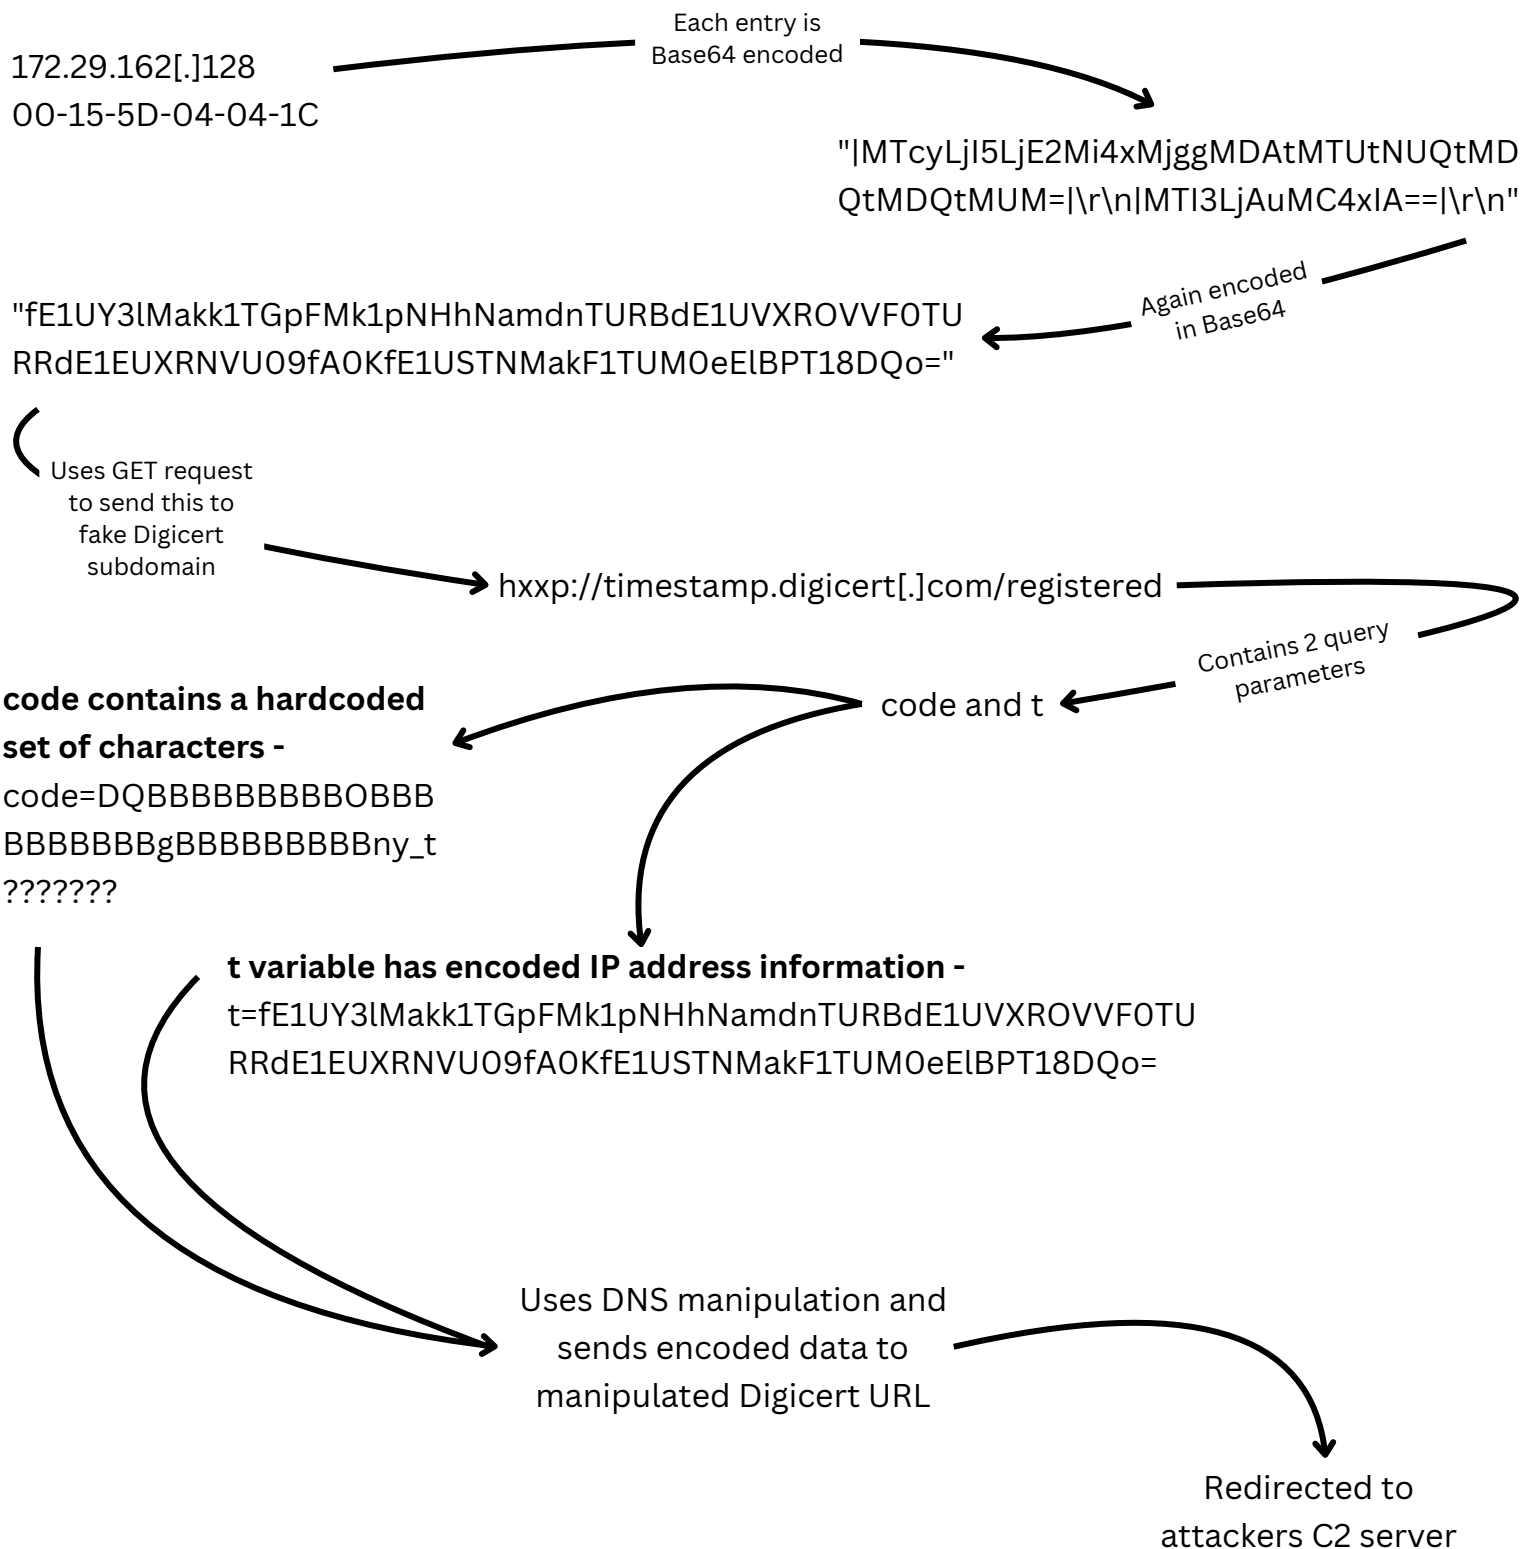 172.29.162[.]128
00-15-5D-04-04-1C
Each entry is
Base64 encoded
"|MTcyLjI5LjE2Mi4xMjggMDAtMTUtNUQtMD
QtMDQtMUM=|\r\n|MTI3LjAuMC4xIA==|\r\n"
Again encoded
in Base64
"fE1UY3lMakk1TGpFMk1pNHhNamdnTURBdE1UVXROVVF0TU
RRdE1EUXRNVU09fA0KfE1USTNMakF1TUM0eElBPT18DQo="
Uses GET request
to send this to
fake Digicert
subdomain
hxxp://timestamp.digicert[.]com/registered
Contains 2 query
parameters
code and t
code contains a hardcoded
set of characters -
code=DQBBBBBBBBBOBBB
BBBBBBBgBBBBBBBBBny_t
???????
t variable has encoded IP address information -
t=fE1UY3lMakk1TGpFMk1pNHhNamdnTURBdE1UVXROVVF0TU
RRdE1EUXRNVU09fA0KfE1USTNMakF1TUM0eElBPT18DQo=
Uses DNS manipulation and
sends encoded data to
manipulated Digicert URL
Redirected to
attackers C2 server